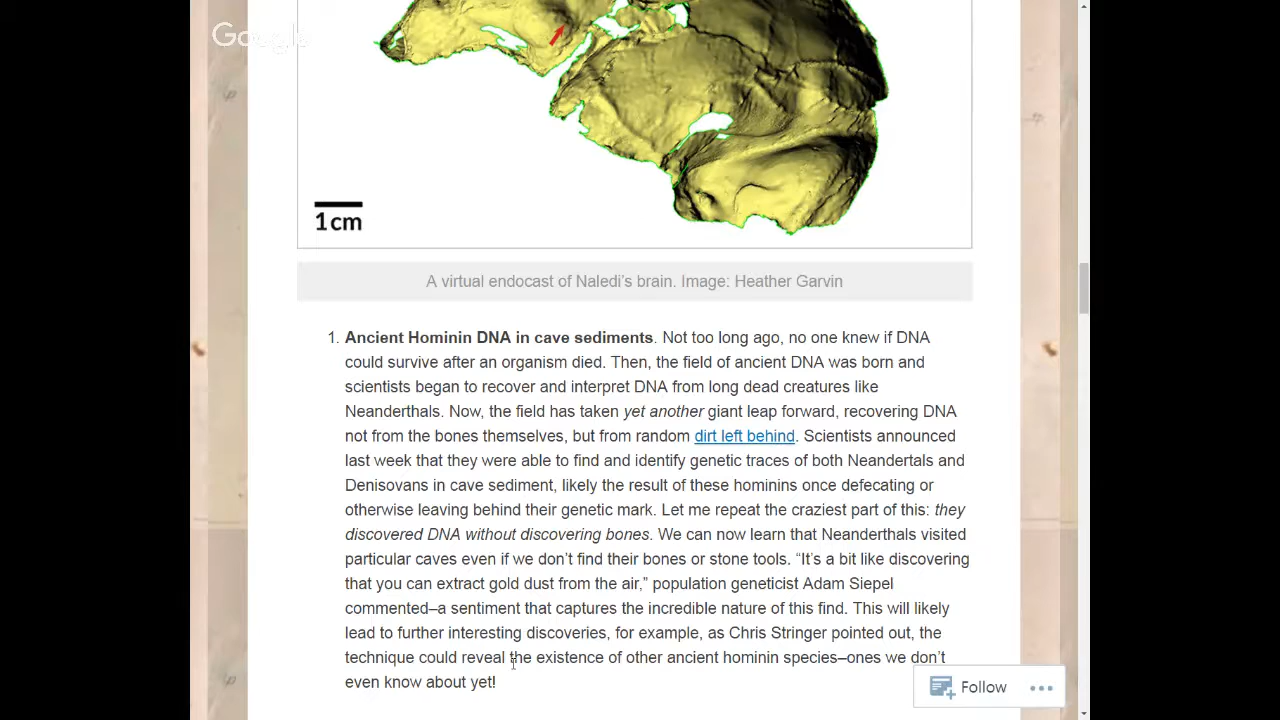 Google
1 cm
A virtual endocast of Naledi’s brain. Image: Heather Garvin
1. Ancient Hominin DNA in cave sediments. Not too long ago, no one knew if DNA
could survive after an organism died. Then, the field of ancient DNA was born and
scientists began to recover and interpret DNA from long dead creatures like
Neanderthals. Now, the field has taken yet another giant leap forward, recovering DNA
not from the bones themselves, but from random dirt left behind. Scientists announced
last week that they were able to find and identify genetic traces of both Neandertals and
Denisovans in cave sediment, likely the result of these hominins once defecating or
otherwise leaving behind their genetic mark. Let me repeat the craziest part of this: they
discovered DNA without discovering bones. We can now learn that Neanderthals visited
particular caves even if we don’t find their bones or stone tools. “It’s a bit like discovering
that you can extract gold dust from the air,” population geneticist Adam Siepel
commented–a sentiment that captures the incredible nature of this find. This will likely
lead to further interesting discoveries, for example, as Chris Stringer pointed out, the
technique could reveal the existence of other ancient hominin species–ones we don’t
even know about yet!
Follow